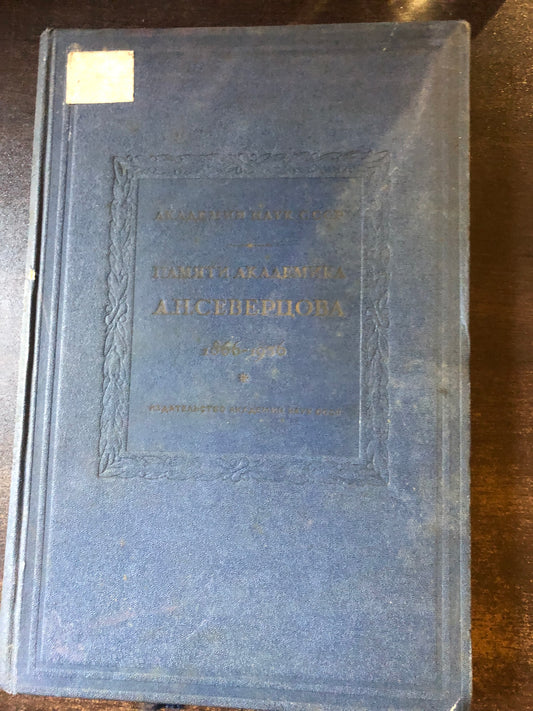 АКАДЕМИЯ НАУК СССР
ПАМЯТИ АКАДЕМИКА
А.Н.СЕВЕРЦОВА
1866–1936
ИЗДАТЕЛЬСТВО АКАДЕМИИ НАУК СССР